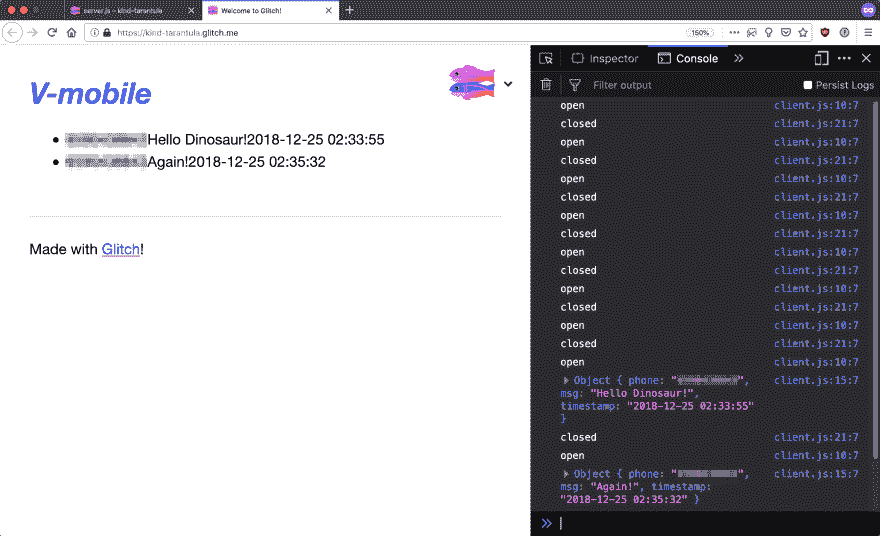 server.js – kind-tarantula
Welcome to Glitch!
https://kind-tarantula.glitch.me
150%
V-mobile
Hello Dinosaur!2018-12-25 02:33:55
Again!2018-12-25 02:35:32
Made with Glitch!
Inspector
Console
Filter output
Persist Logs
open client.js:10:7
closed client.js:21:7
open client.js:10:7
closed client.js:21:7
open client.js:10:7
closed client.js:21:7
open client.js:10:7
closed client.js:21:7
open client.js:10:7
closed client.js:21:7
open client.js:10:7
closed client.js:21:7
open client.js:10:7
closed client.js:21:7
open client.js:10:7
Object { phone: "", client.js:15:7
msg: "Hello Dinosaur!",
timestamp: "2018-12-25 02:33:55"
}
closed client.js:21:7
open client.js:10:7
Object { phone: "", client.js:15:7
msg: "Again!", timestamp:
"2018-12-25 02:35:32" }